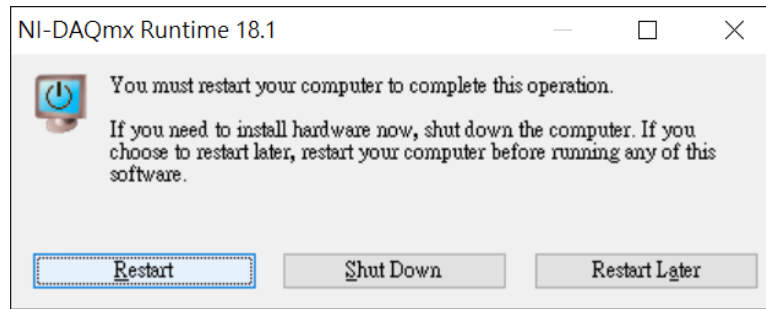 NI-DAQmx Runtime 18.1
You must restart your computer to complete this operation.
If you need to install hardware now, shut down the computer. If you
choose to restart later, restart your computer before running any of this
software.
Restart
Shut Down
Restart Later